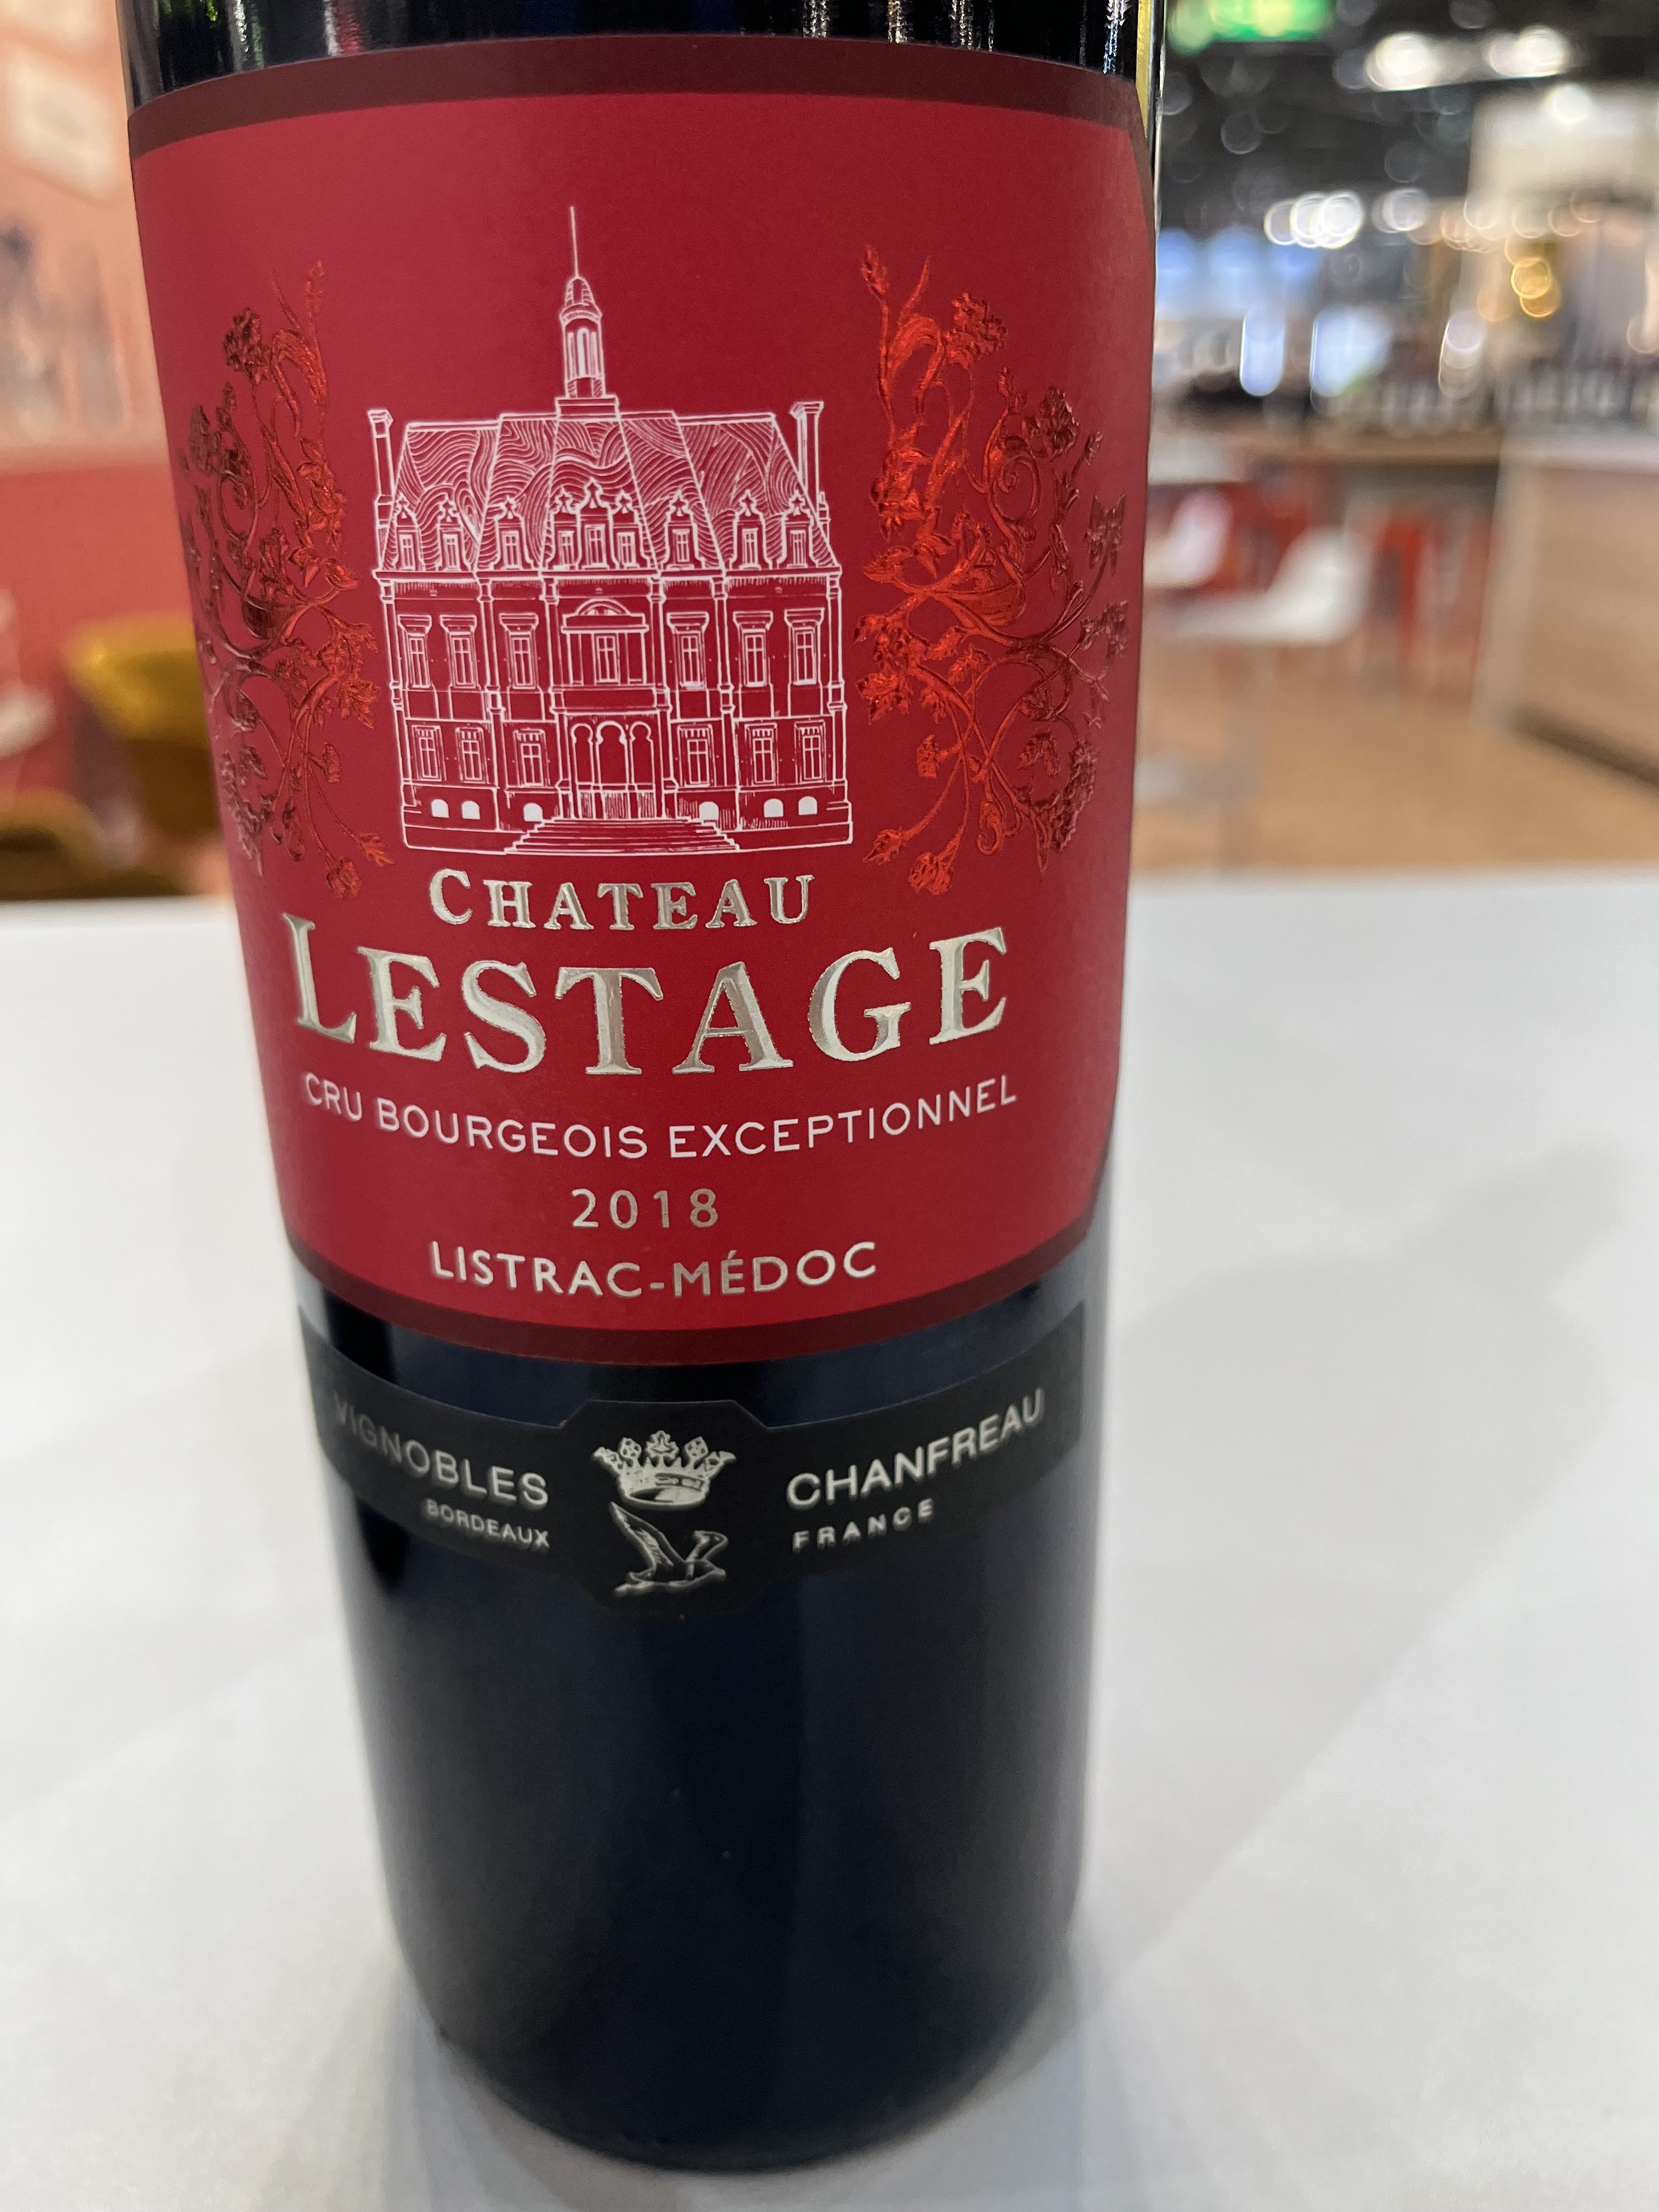 CHATEAU
LESTAGE
CRU BOURGEOIS EXCEPTIONNEL
2018
LISTRAC-MÉDOC
VIGNOBLES CHANFREAU
BORDEAUX FRANCE